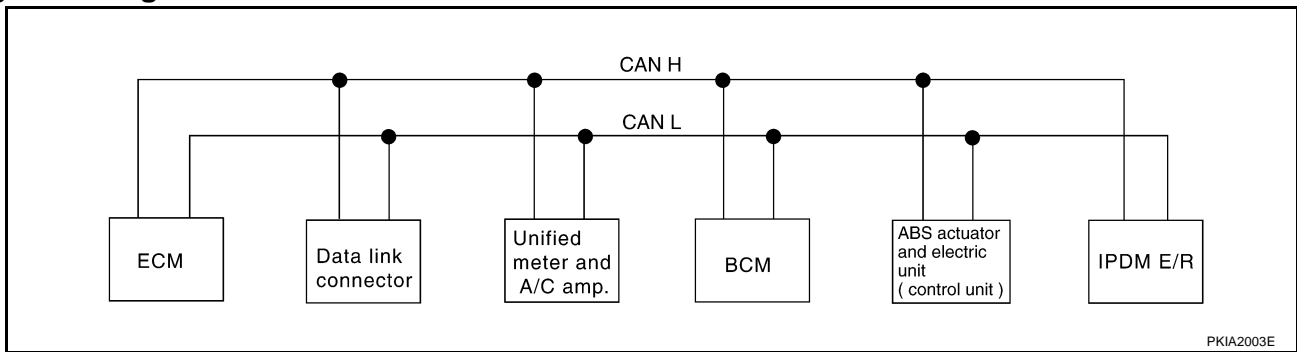 CAN H
CAN L
ECM
Data link
connector
Unified
meter and
A/C amp.
BCM
ABS actuator
and electric
unit
( control unit )
IPDM E/R
PKIA2003E